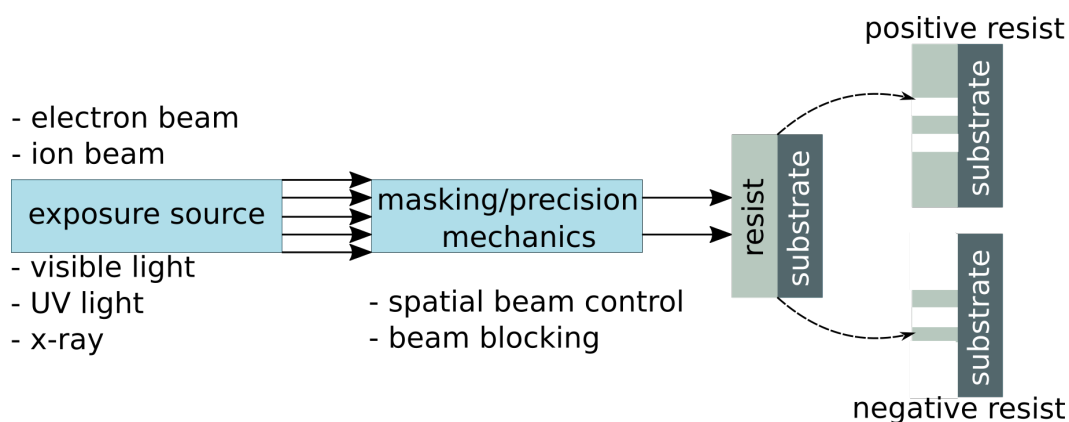 positive resist
substrate
- electron beam
- ion beam
exposure source
- visible light
- UV light
- x-ray
masking/precision
mechanics
- spatial beam control
- beam blocking
resist
substrate
substrate
negative resist